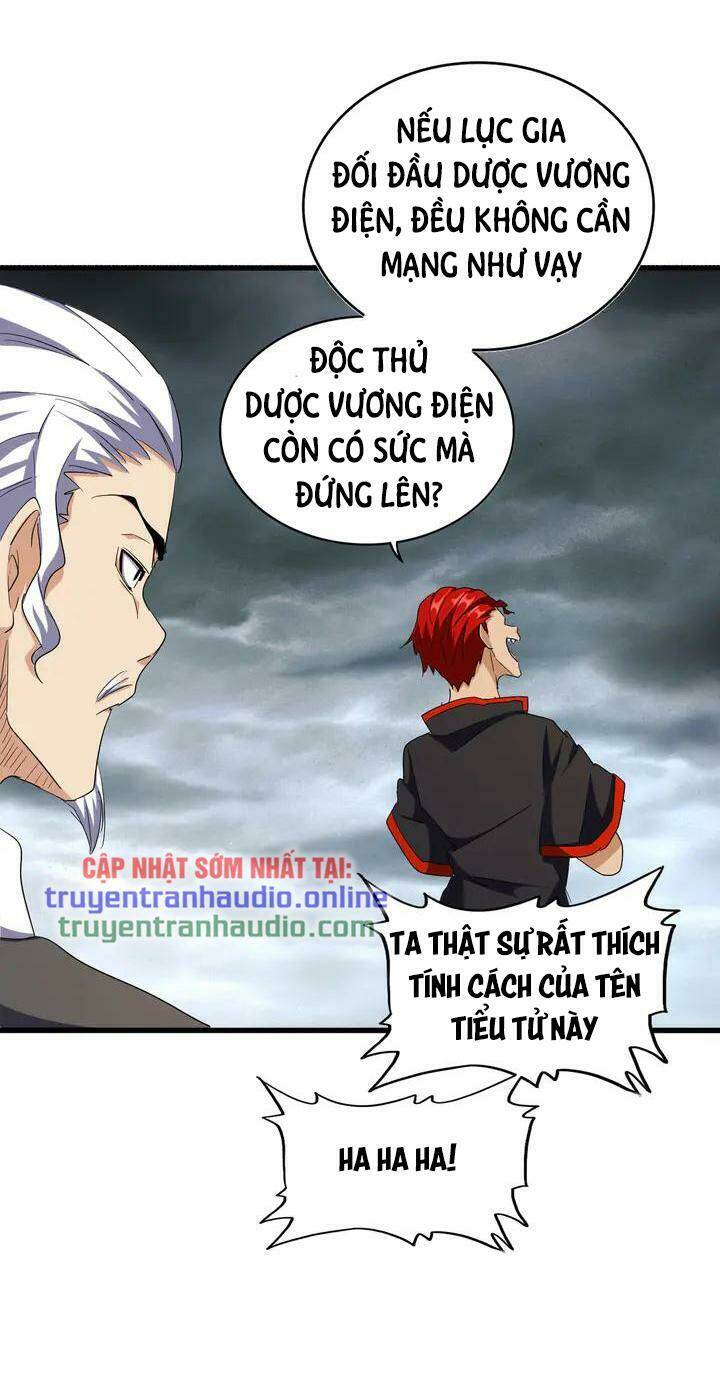 NẾU LỤC GIA
ĐỐI ĐẦU DƯỢC VƯƠNG
ĐIỆN, ĐỀU KHÔNG CẦN
MẠNG NHƯ VẠY
ĐỘC THỦ
DƯỢC VƯƠNG ĐIỆN
CÒN CÓ SỨC MÀ
ĐỨNG LÊN?
CẬP NHẬT SỚM NHẤT TẠI:
truyentranhaudio.online
truyentranhaudio.com
TA THẬT SỰ RẤT THÍCH
TÍNH CÁCH CỦA TÊN
TIỂU TỬ NÀY
HA HA HA!